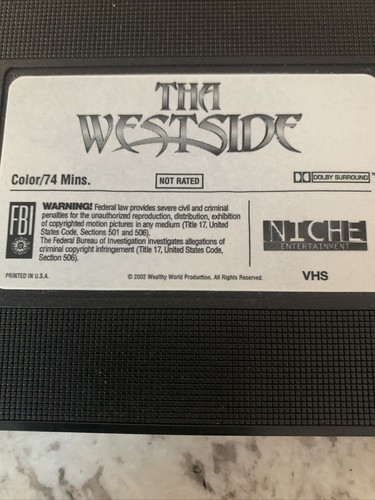 THA
WESTSIDE
Color/74 Mins.
NOT RATED
DOLBY SURROUND
FBI
WARNING! Federal law provides severe civil and criminal
penalties for the unauthorized reproduction, distribution, exhibition
of copyrighted motion pictures in any medium (Title 17, United
States Code, Sections 501 and 506).
The Federal Bureau of Investigation investigates allegations of
criminal copyright infringement (Title 17, United States Code,
Section 506).
NICHE
ENTERTAINMENT
PRINTED IN U.S.A.
© 2002 Wealthy World Production. All Rights Reserved.
VHS